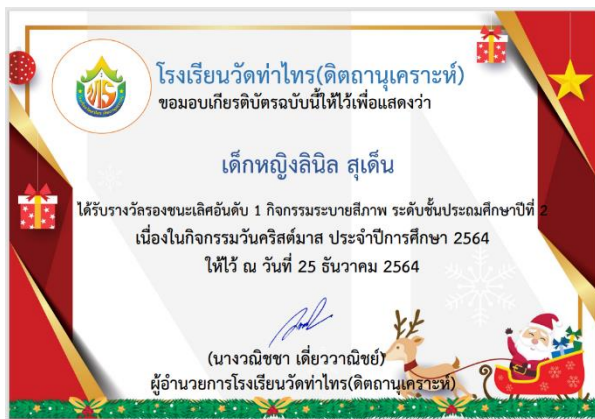 โรงเรียนวัดท่าไทร(ดิตถานุเคราะห์)
ขอมอบเกียรติบัตรฉบับนี้ให้ไว้เพื่อแสดงว่า
เด็กหญิงลินิล สุเด็น
ได้รับรางวัลรองชนะเลิศอันดับ 1 กิจกรรมระบายสีภาพ ระดับชั้นประถมศึกษาปีที่ 2
เนื่องในกิจกรรมวันคริสต์มาส ประจำปีการศึกษา 2564
ให้ไว้ ณ วันที่ 25 ธันวาคม 2564
(นางวณิชชา เดี่ยววาณิชย์)
ผู้อำนวยการโรงเรียนวัดท่าไทร(ดิตถานุเคราะห์)